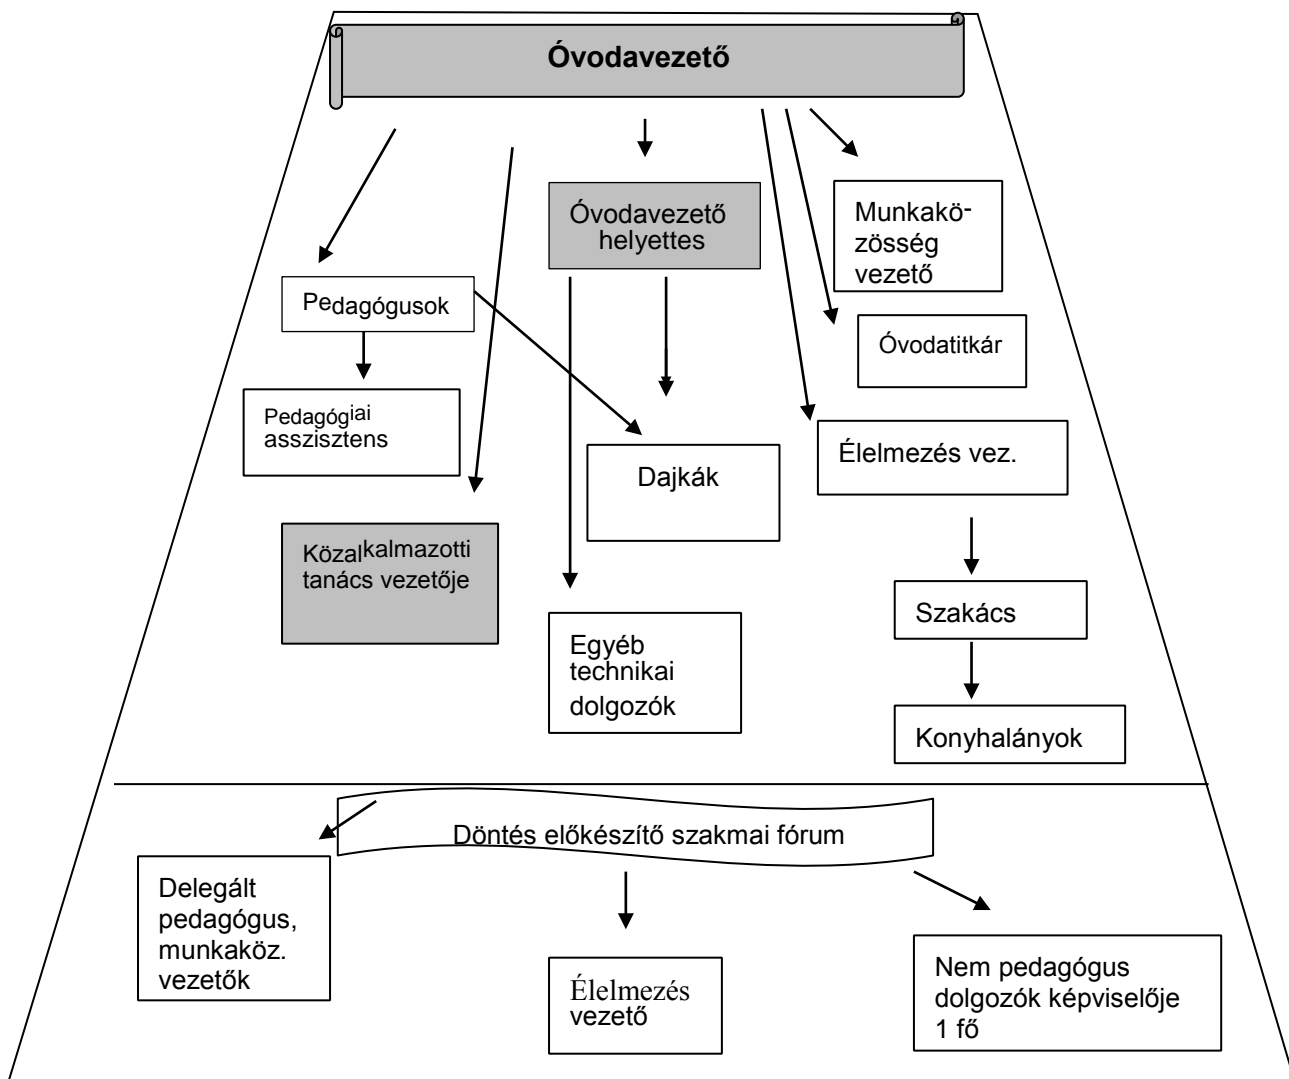 Óvodavezető
Óvodavezető
helyettes
Munkakö-
zösség
vezető
Pedagógusok
Óvodatitkár
Pedagógiai
asszisztens
Élelmezés vez.
Dajkák
Közalkalmazotti
tanács vezetője
Szakács
Egyéb
technikai
dolgozók
Konyhalányok
Döntés előkészítő szakmai fórum
Delegált
pedagógus,
munkaköz.
vezetők
Élelmezés
vezető
Nem pedagógus
dolgozók képviselője
1 fő